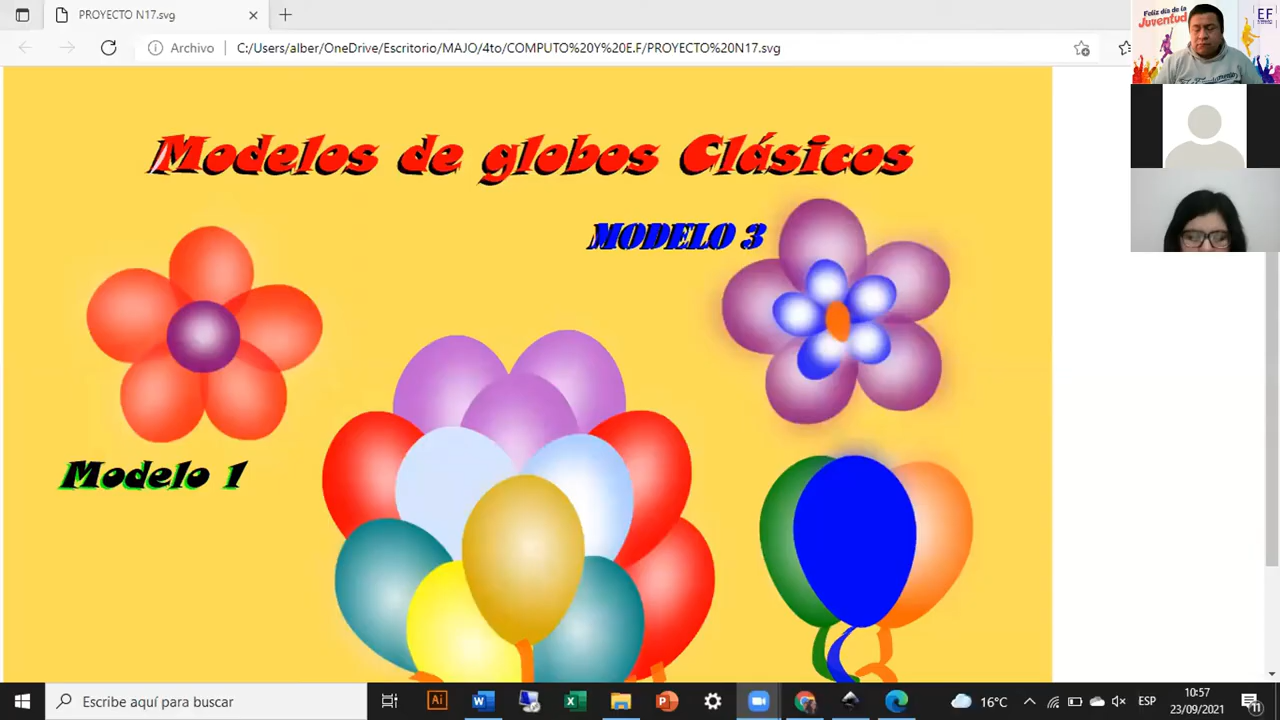 PROYECTO N17.svg
Archivo
C:/Users/alber/OneDrive/Escritorio/MAJO/4to/COMPUTO%20Y%20E.F/PROYECTO%20N17.svg
Feliz día de la
Juventud
EF
Modelos de globos Clásicos
MODELO 3
Modelo 1
Escribe aquí para buscar
Ai
16°C
ESP
10:57
23/09/2021
11